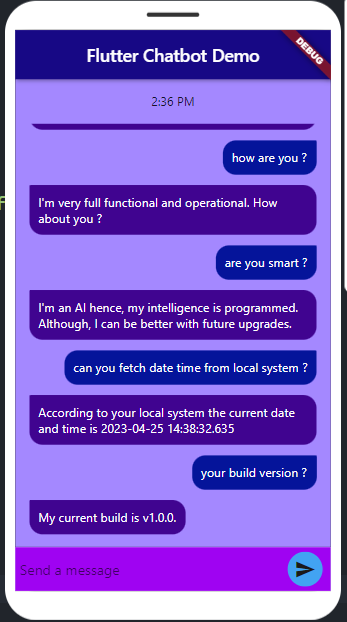 Flutter Chatbot Demo
DEBUG
2:36 PM
how are you ?
I'm very full functional and operational. How
about you ?
are you smart ?
I'm an AI hence, my intelligence is programmed.
Although, I can be better with future upgrades.
can you fetch date time from local system ?
According to your local system the current date
and time is 2023-04-25 14:38:32.635
your build version ?
My current build is v1.0.0.
Send a message